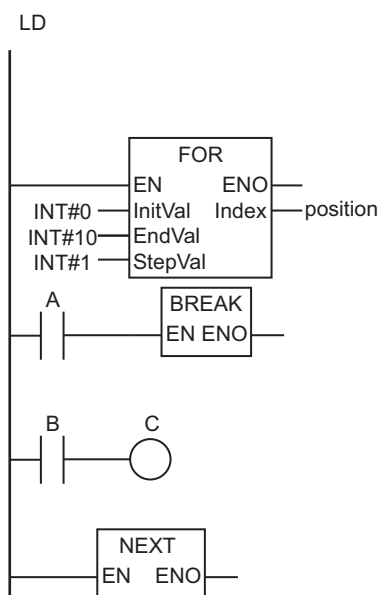 LD
FOR
EN ENO
INT#0 InitVal Index position
INT#10 EndVal
INT#1 StepVal
A
BREAK
EN ENO
B C
NEXT
EN ENO